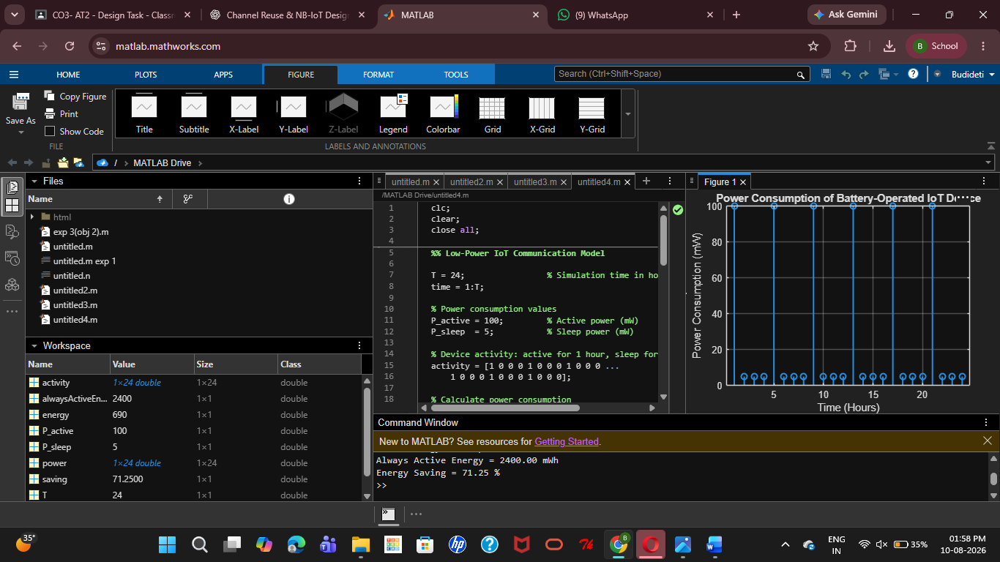 CO3- AT2 - Design Task - Classr
Channel Reuse & NB-IoT Design
MATLAB
(9) WhatsApp
Ask Gemini
matlab.mathworks.com
B School
HOME PLOTS APPS FIGURE FORMAT TOOLS
Search (Ctrl+Shift+Space)
Budideti
Save As
Copy Figure
Print
Show Code
FILE
Title Subtitle X-Label Y-Label Z-Label Legend Colorbar Grid X-Grid Y-Grid
LABELS AND ANNOTATIONS
/ > MATLAB Drive >
Files
Name
html
exp 3(obj 2).m
untitled.m
untitled.m exp 1
untitled.n
untitled2.m
untitled3.m
untitled4.m
Workspace
Name Value Size Class
activity 1×24 double 1×24 double
alwaysActiveEn... 2400 1×1 double
energy 690 1×1 double
P_active 100 1×1 double
P_sleep 5 1×1 double
power 1×24 double 1×24 double
saving 71.2500 1×1 double
T 24 1×1 double
untitled.m untitled2.m untitled3.m untitled4.m
/MATLAB Drive/untitled4.m
1 clc;
2 clear;
3 close all;
4
5 %% Low-Power IoT Communication Model
6
7 T = 24; % Simulation time in ho
8 time = 1:T;
9
10 % Power consumption values
11 P_active = 100; % Active power (mW)
12 P_sleep = 5; % Sleep power (mW)
13
14 % Device activity: active for 1 hour, sleep for
15 activity = [1 0 0 0 1 0 0 0 1 0 0 0 ...
16 1 0 0 0 1 0 0 0 1 0 0 0];
17
18 % Calculate power consumption
Figure 1
Power Consumption of Battery-Operated IoT D ce
Power Consumption (mW)
100
80
60
40
20
0
5 10 15 20
Time (Hours)
Command Window
New to MATLAB? See resources for Getting Started.
Always Active Energy = 2400.00 mWh
Energy Saving = 71.25 %
>>
35°
ENG
IN
35%
01:58 PM
10-08-2026